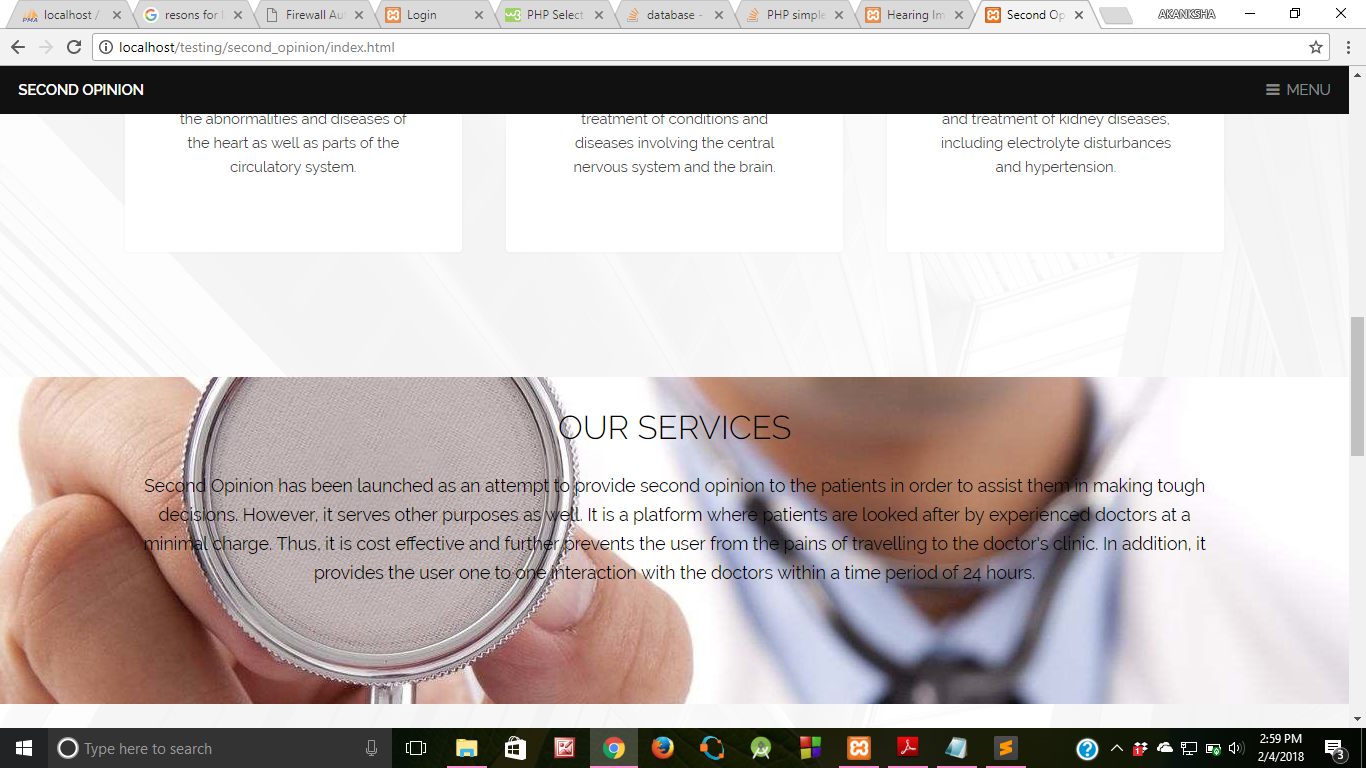 localhost /
resons for
Firewall Au
Login
PHP Select
database -
PHP simple
Hearing Im
Second Op
AKANKSHA
localhost/testing/second_opinion/index.html
SECOND OPINION
MENU
the abnormalities and diseases of
the heart as well as parts of the
circulatory system.
treatment of conditions and
diseases involving the central
nervous system and the brain.
and treatment of kidney diseases,
including electrolyte disturbances
and hypertension.
OUR SERVICES
Second Opinion has been launched as an attempt to provide second opinion to the patients in order to assist them in making tough
decisions. However, it serves other purposes as well. It is a platform where patients are looked after by experienced doctors at a
minimal charge. Thus, it is cost effective and further prevents the user from the pains of travelling to the doctor's clinic. In addition, it
provides the user one to one interaction with the doctors within a time period of 24 hours.
Type here to search
2:59 PM
2/4/2018
3